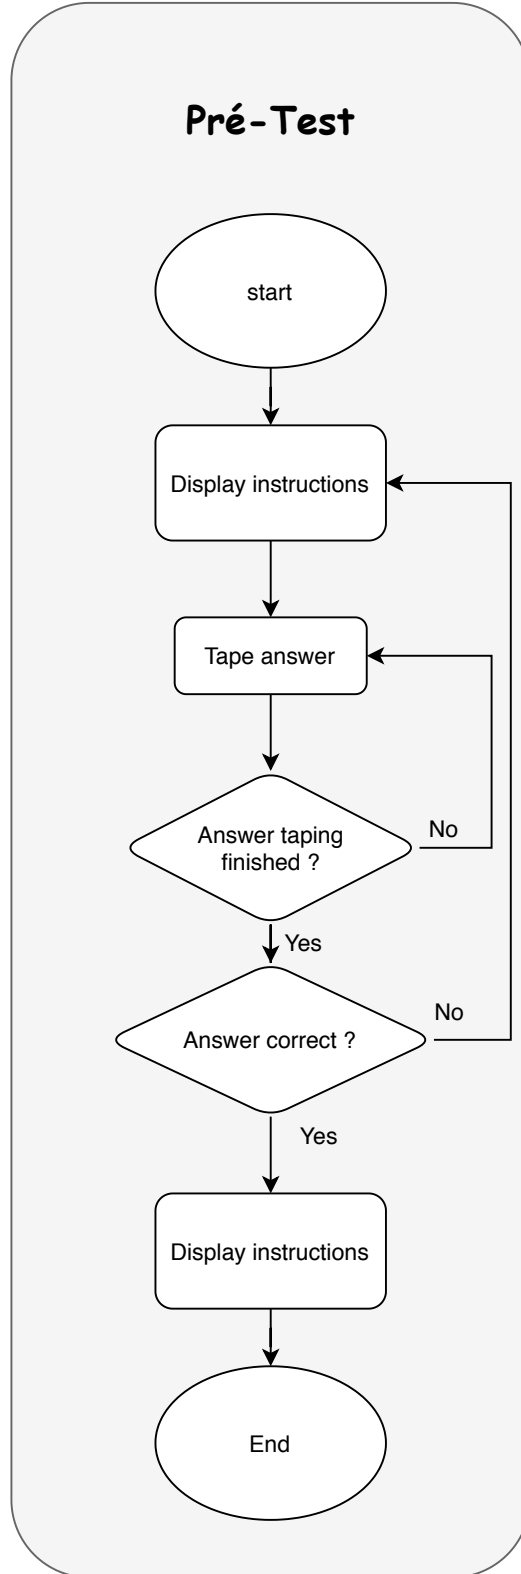 Pré-Test
start
Display instructions
Tape answer
Answer taping
finished ?
No
Yes
Answer correct ?
No
Yes
Display instructions
End